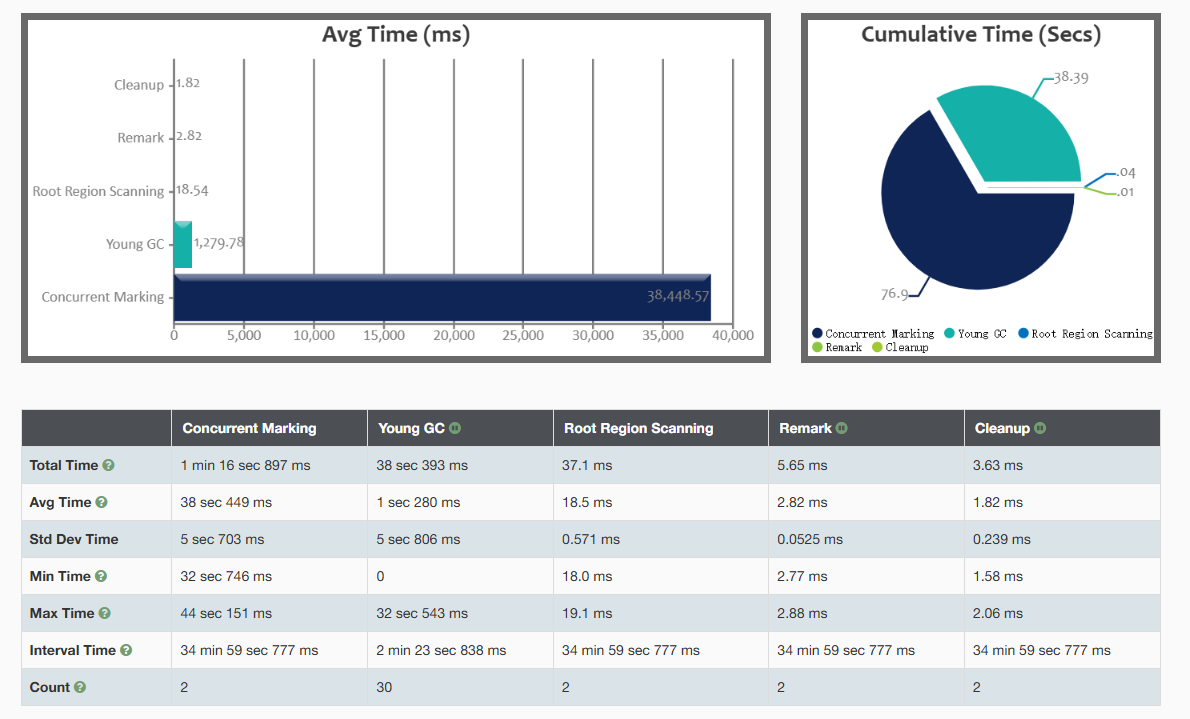 Avg Time (ms)
Cleanup 1.82
Remark 2.82
Root Region Scanning 18.54
Young GC 1,279.78
Concurrent Marking 38,448.57
0 5,000 10,000 15,000 20,000 25,000 30,000 35,000 40,000
Cumulative Time (Secs)
38.39
.04
.01
76.9
Concurrent Marking Young GC Root Region Scanning
Remark Cleanup
Concurrent Marking Young GC Root Region Scanning Remark Cleanup
Total Time 1 min 16 sec 897 ms 38 sec 393 ms 37.1 ms 5.65 ms 3.63 ms
Avg Time 38 sec 449 ms 1 sec 280 ms 18.5 ms 2.82 ms 1.82 ms
Std Dev Time 5 sec 703 ms 5 sec 806 ms 0.571 ms 0.0525 ms 0.239 ms
Min Time 32 sec 746 ms 0 18.0 ms 2.77 ms 1.58 ms
Max Time 44 sec 151 ms 32 sec 543 ms 19.1 ms 2.88 ms 2.06 ms
Interval Time 34 min 59 sec 777 ms 2 min 23 sec 838 ms 34 min 59 sec 777 ms 34 min 59 sec 777 ms 34 min 59 sec 777 ms
Count 2 30 2 2 2